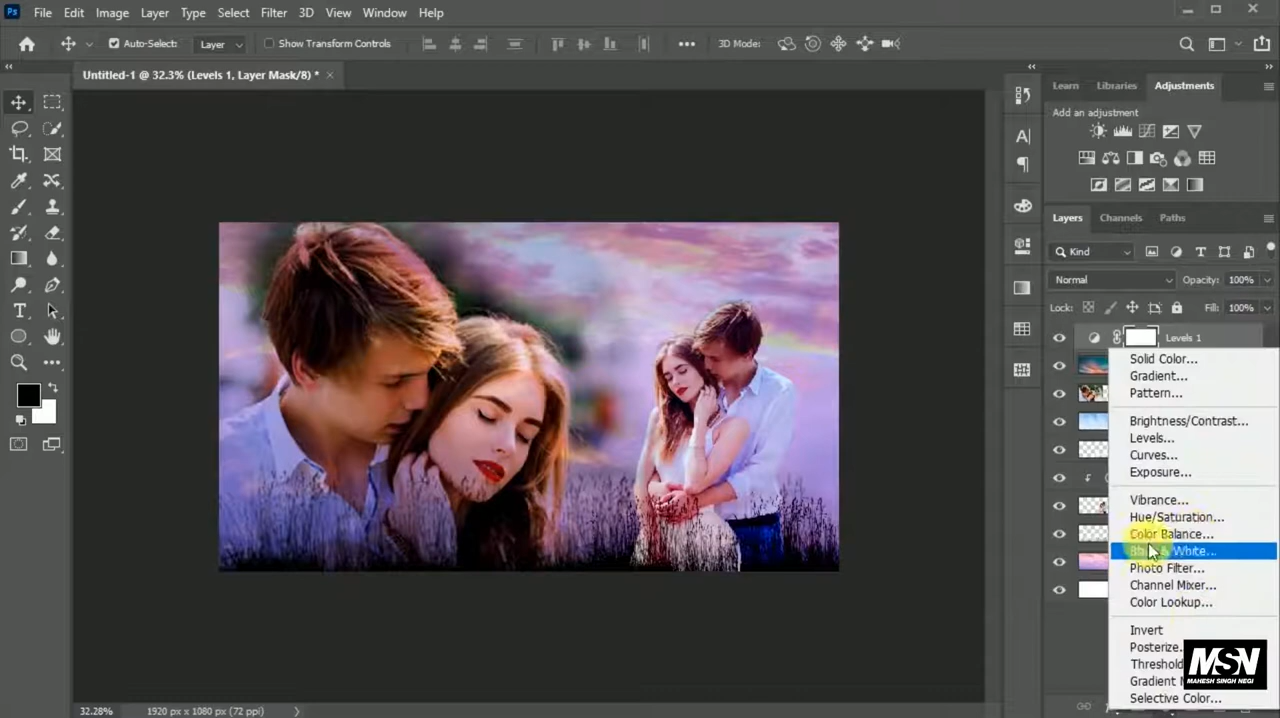 Ps File Edit Image Layer Type Select Filter 3D View Window Help
Auto-Select: Layer Show Transform Controls 3D Mode:
Untitled-1 @ 32.3% (Levels 1, Layer Mask/8) *
Learn Libraries Adjustments
Add an adjustment
Layers Channels Paths
Kind
Normal Opacity: 100%
Lock: Fill: 100%
Levels 1
Solid Color...
Gradient...
Pattern...
Brightness/Contrast...
Levels...
Curves...
Exposure...
Vibrance...
Hue/Saturation...
Color Balance...
Black & White...
Photo Filter...
Channel Mixer...
Color Lookup...
Invert
Posterize.
Threshold
Gradient
Selective Color...
MSN
MAHESH SINGH NEGI
32.28% 1920 px x 1080 px (72 ppi)